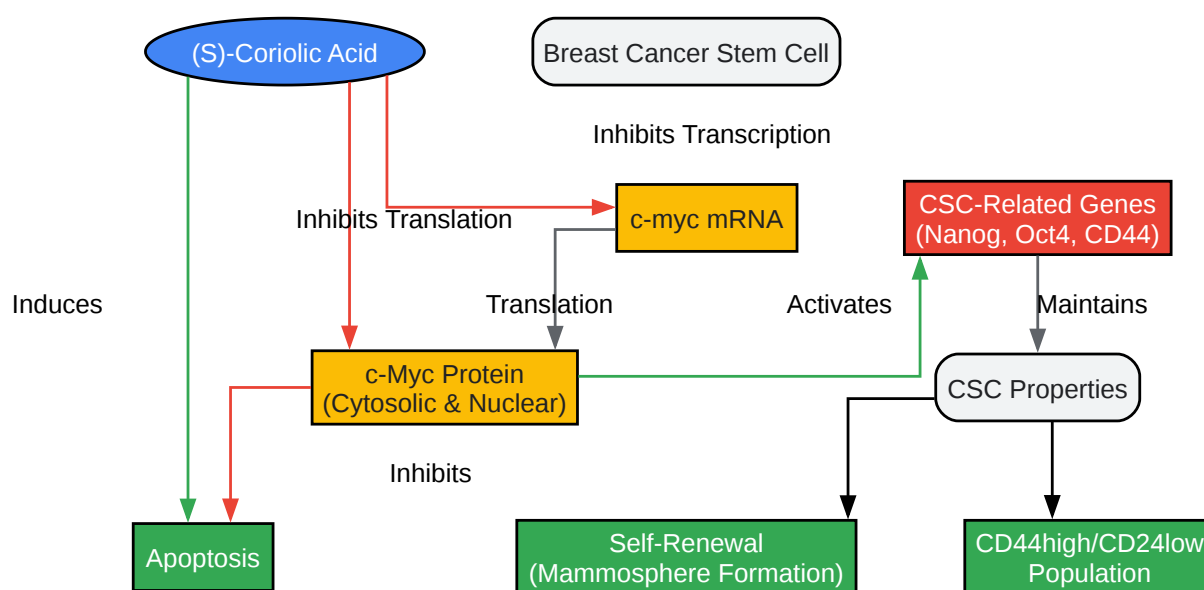 (S)-Coriolic Acid
Breast Cancer Stem Cell
Inhibits Transcription
Inhibits Translation
c-myc mRNA
CSC-Related Genes
(Nanog, Oct4, CD44)
Induces
Translation
Activates
Maintains
c-Myc Protein
(Cytosolic & Nuclear)
CSC Properties
Inhibits
Apoptosis
Self-Renewal
(Mammosphere Formation)
CD44high/CD24low
Population